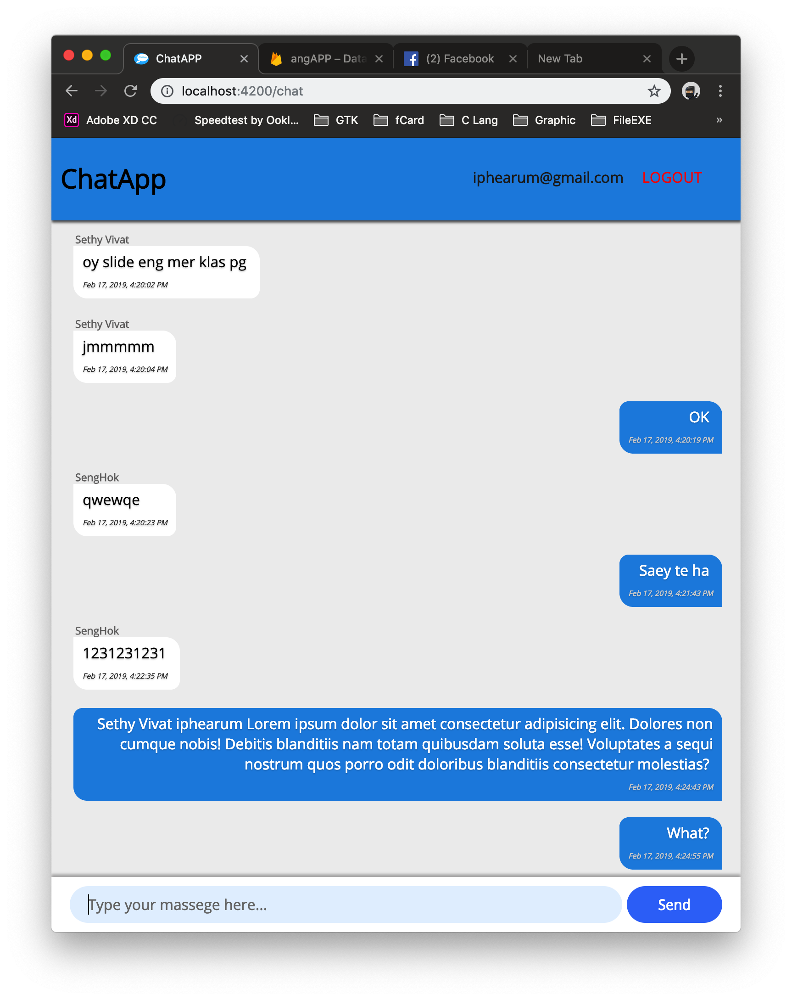 ChatAPP
angAPP – Data
(2) Facebook
New Tab
localhost:4200/chat
Xd Adobe XD CC
Speedtest by Ookl...
GTK
fCard
C Lang
Graphic
FileEXE
»
ChatApp
iphearum@gmail.com
LOGOUT
Sethy Vivat
oy slide eng mer klas pg
Feb 17, 2019, 4:20:02 PM
Sethy Vivat
jmmmmm
Feb 17, 2019, 4:20:04 PM
OK
Feb 17, 2019, 4:20:19 PM
SengHok
qwewqe
Feb 17, 2019, 4:20:23 PM
Saey te ha
Feb 17, 2019, 4:21:43 PM
SengHok
1231231231
Feb 17, 2019, 4:22:35 PM
Sethy Vivat iphearum Lorem ipsum dolor sit amet consectetur adipisicing elit. Dolores non
cumque nobis! Debitis blanditiis nam totam quibusdam soluta esse! Voluptates a sequi
nostrum quos porro odit doloribus blanditiis consectetur molestias?
Feb 17, 2019, 4:24:43 PM
What?
Feb 17, 2019, 4:24:55 PM
Type your massege here...
Send